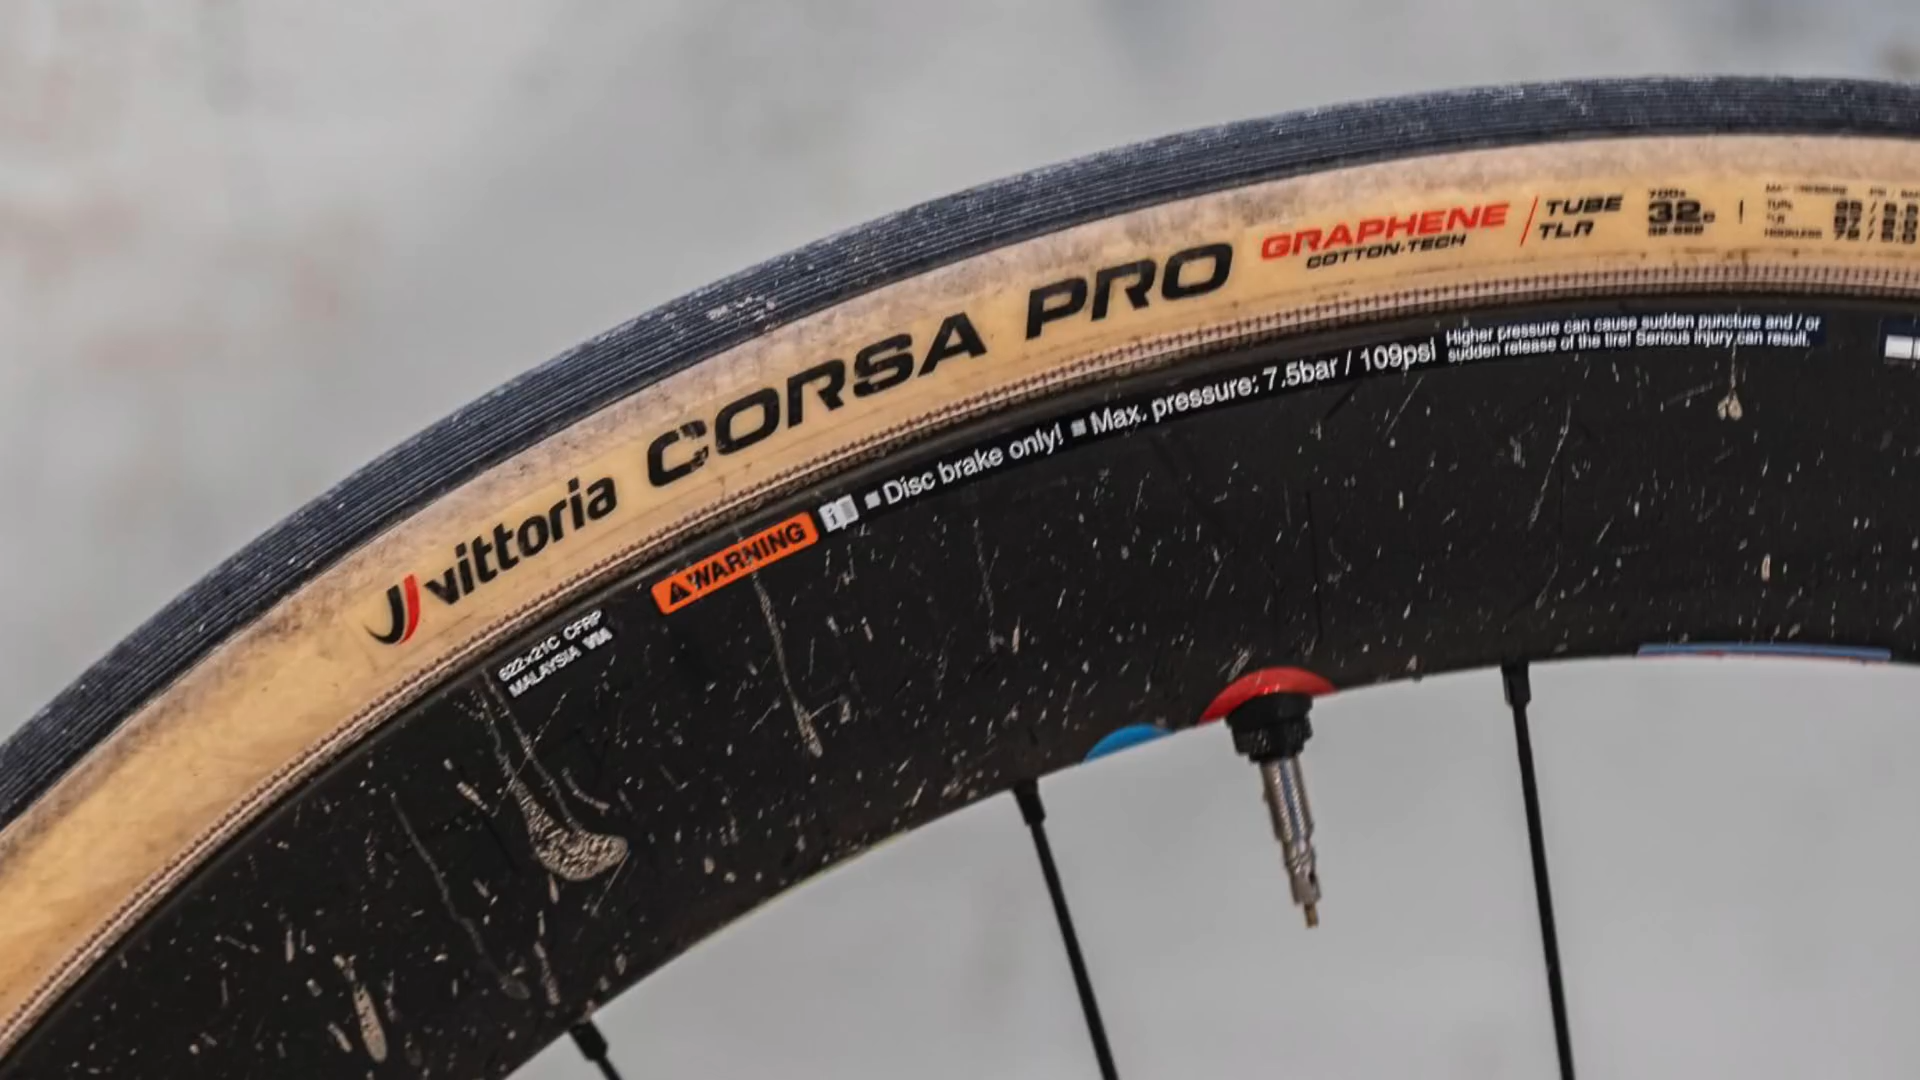 vittoria CORSA PRO GRAPHENE / TUBE
COTTON-TECH TLR
700x
32c
WARNING ■ Disc brake only! ■ Max. pressure: 7.5bar / 109psi
Higher pressure can cause sudden puncture and / or
sudden release of the tire! Serious injury can result.
622x21C CFRP
MALAYSIA